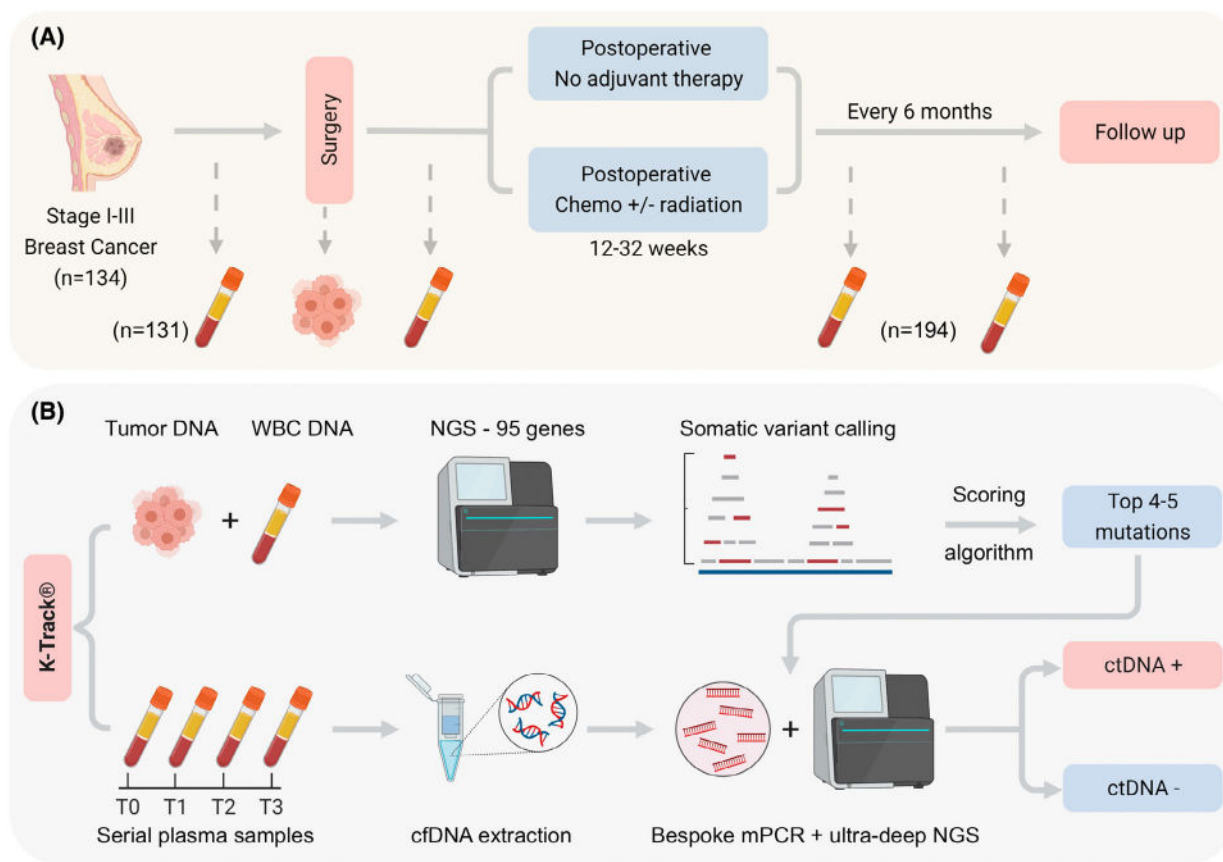 (A)
Stage I-III
Breast Cancer
(n=134)
(n=131)
Surgery
Postoperative
No adjuvant therapy
Postoperative
Chemo +/- radiation
12-32 weeks
Every 6 months
(n=194)
Follow up
(B)
K-Track®
Tumor DNA
WBC DNA
+
NGS - 95 genes
Somatic variant calling
Scoring
algorithm
Top 4-5
mutations
T0
T1
T2
T3
Serial plasma samples
cfDNA extraction
+
Bespoke mPCR + ultra-deep NGS
ctDNA +
ctDNA -